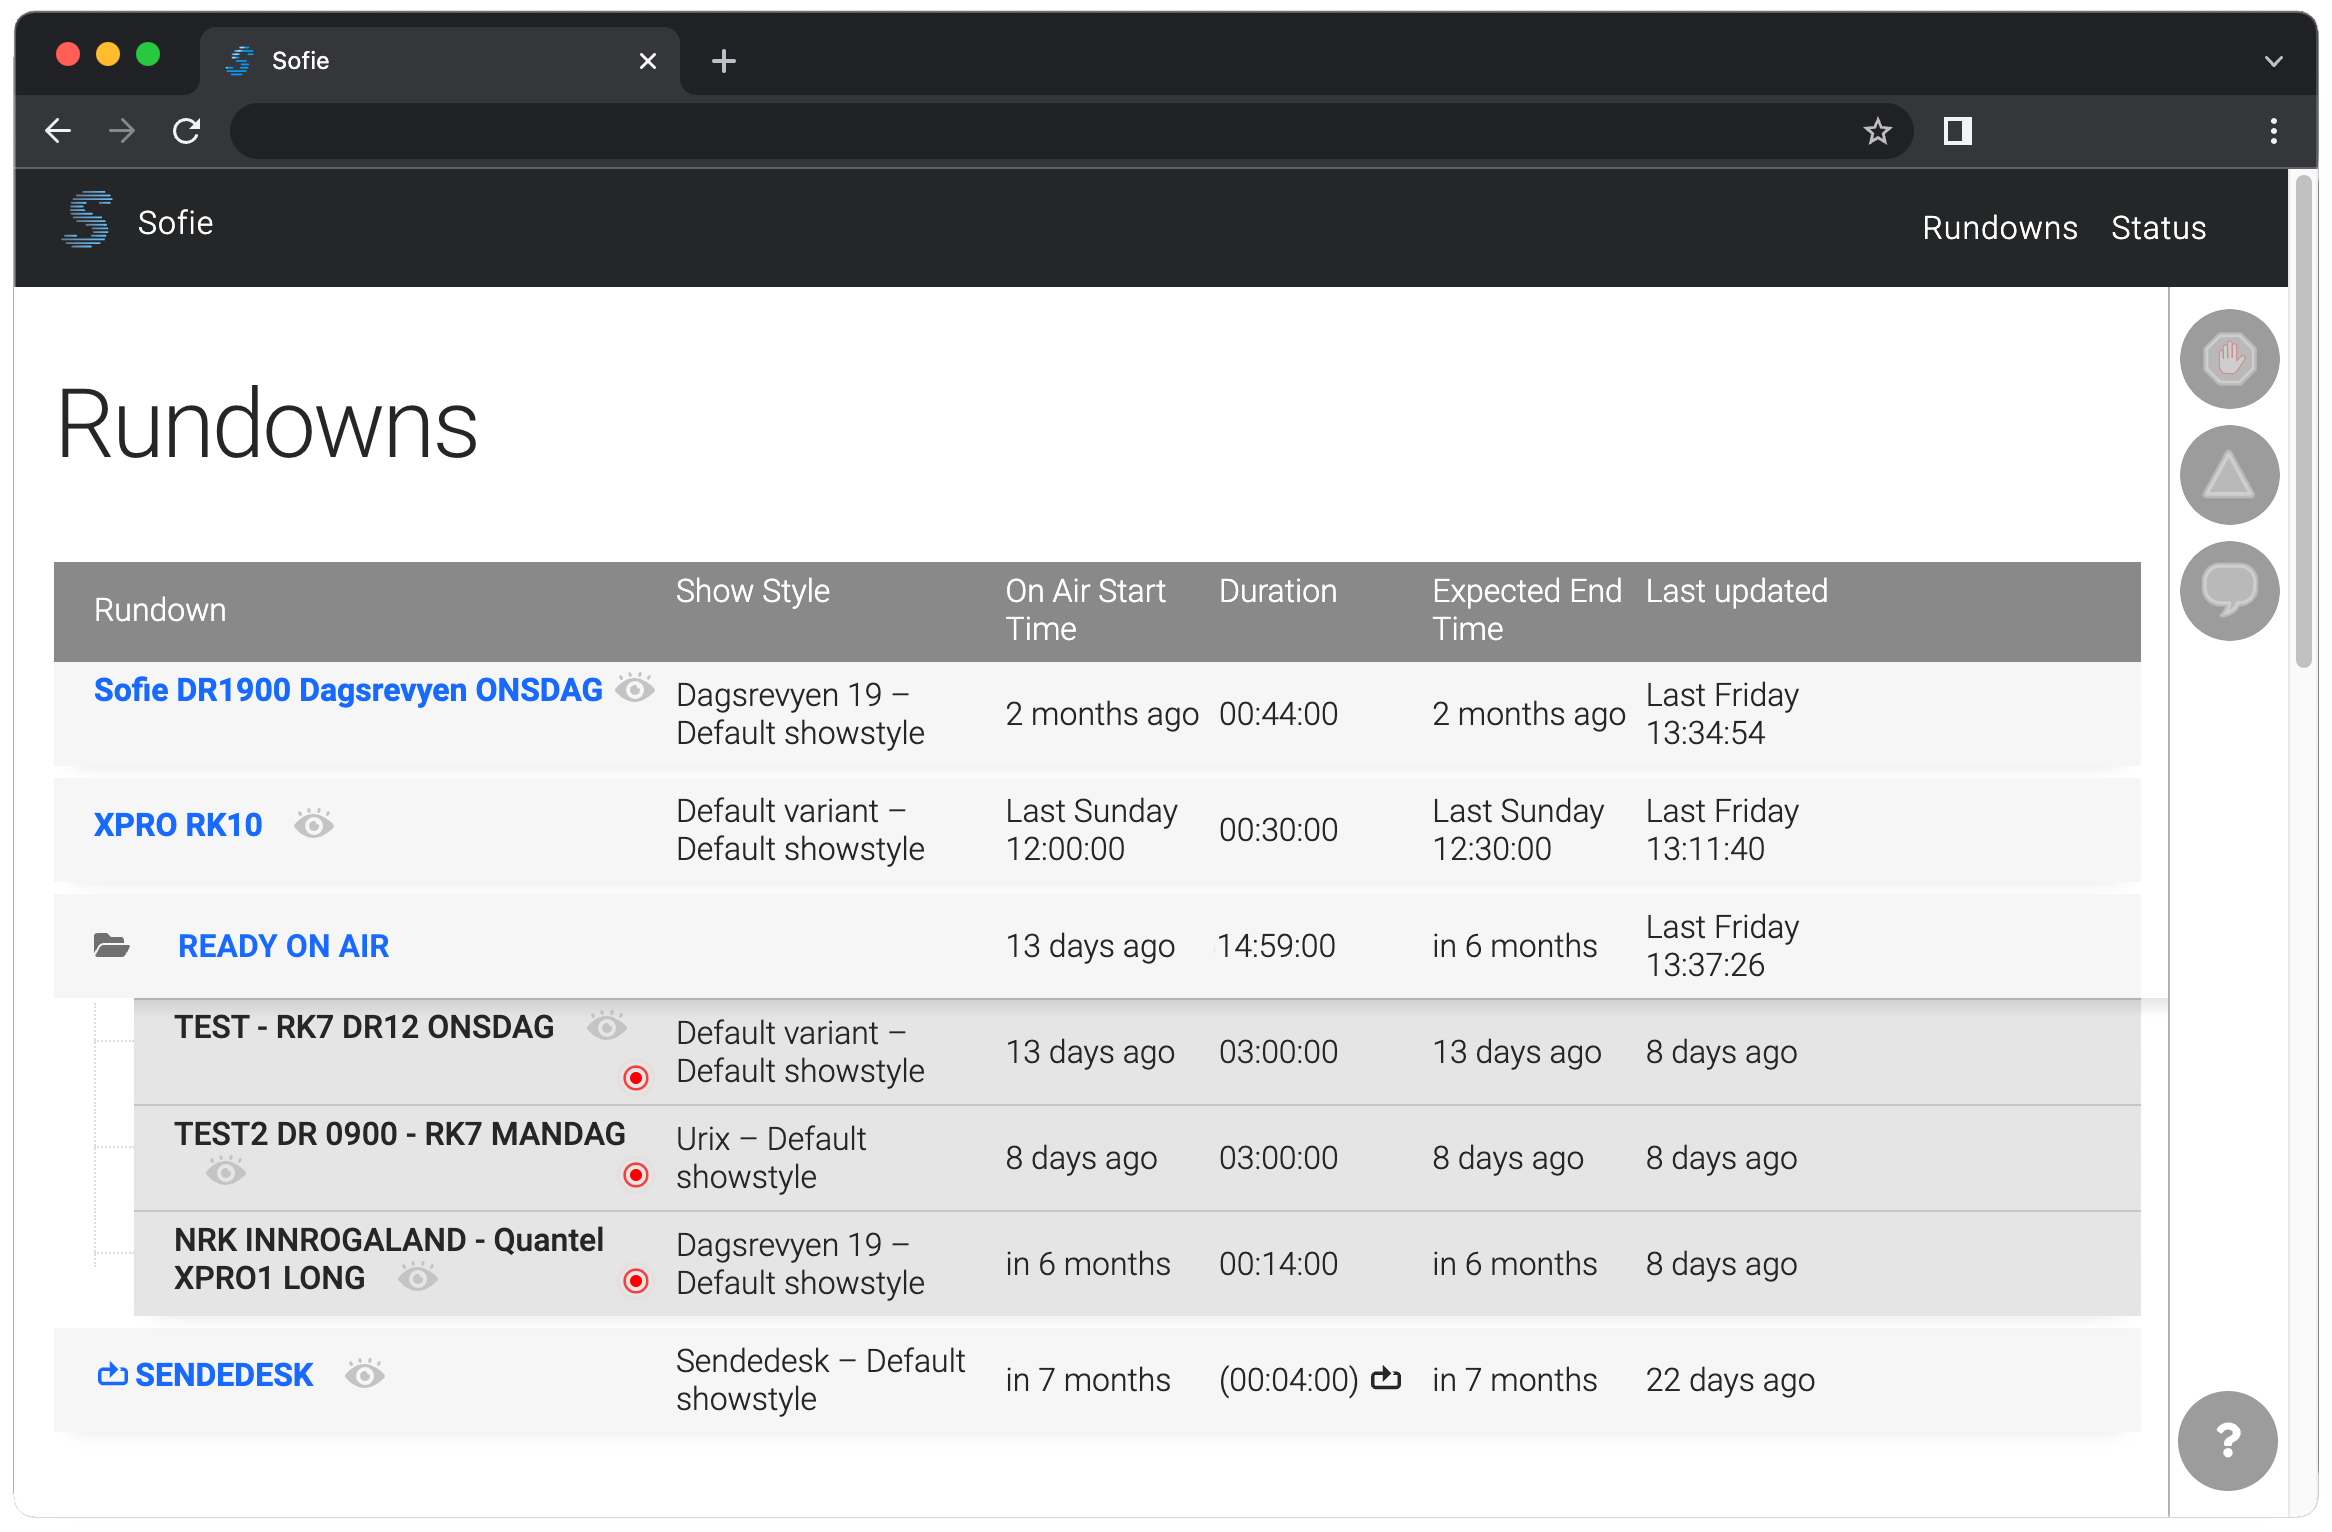 Sofie
Sofie
Rundowns Status
Rundowns
Rundown
Show Style
On Air Start
Time
Duration
Expected End
Time
Last updated
Sofie DR1900 Dagsrevyen ONSDAG
Dagsrevyen 19 –
Default showstyle
2 months ago
00:44:00
2 months ago
Last Friday
13:34:54
XPRO RK10
Default variant –
Default showstyle
Last Sunday
12:00:00
00:30:00
Last Sunday
12:30:00
Last Friday
13:11:40
READY ON AIR
13 days ago
14:59:00
in 6 months
Last Friday
13:37:26
TEST - RK7 DR12 ONSDAG
Default variant –
Default showstyle
13 days ago
03:00:00
13 days ago
8 days ago
TEST2 DR 0900 - RK7 MANDAG
Urix – Default
showstyle
8 days ago
03:00:00
8 days ago
8 days ago
NRK INNROGALAND - Quantel
XPRO1 LONG
Dagsrevyen 19 –
Default showstyle
in 6 months
00:14:00
in 6 months
8 days ago
SENDEDESK
Sendedesk – Default
showstyle
in 7 months
(00:04:00)
in 7 months
22 days ago
?